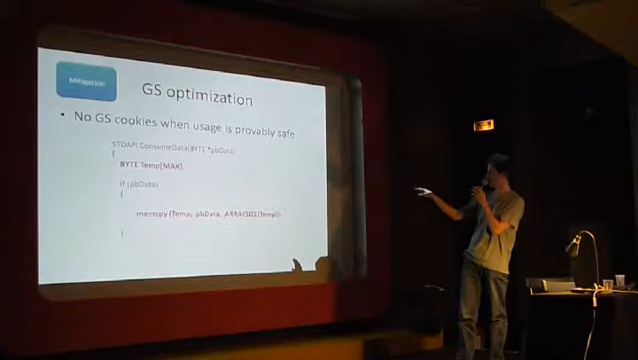 Mitigation
GS optimization
• No GS cookies when usage is provably safe
STDAPI ConsumeData(BYTE *pbData)
{
BYTE Temp[MAX];
if (pbData)
{
memcpy(Temp, pbData, ARRAYSIZE(Temp));
}